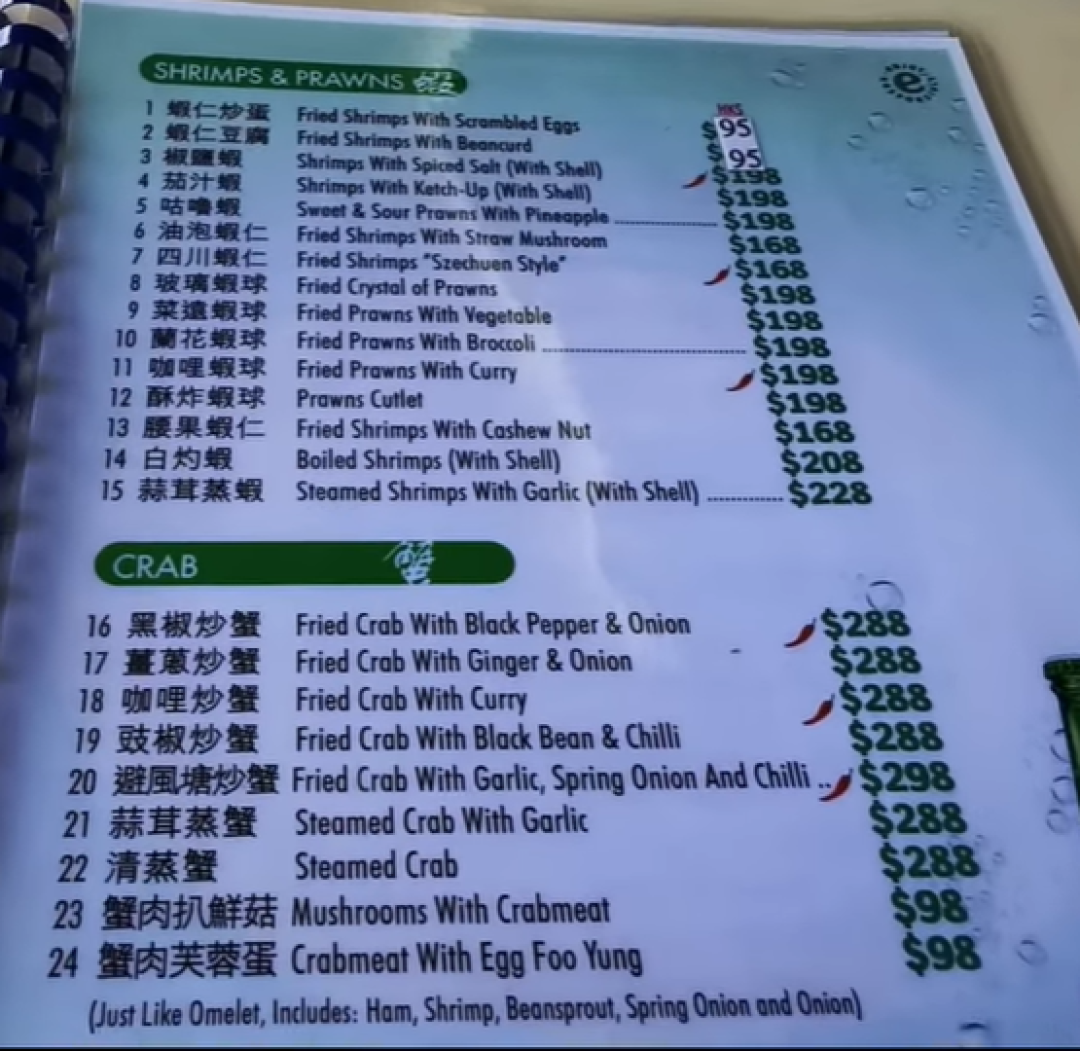 SHRIMPS & PRAWNS 蝦
HK$
1 蝦仁炒蛋 Fried Shrimps With Scrambled Eggs $95
2 蝦仁豆腐 Fried Shrimps With Beancurd $95
3 椒鹽蝦 Shrimps With Spiced Salt (With Shell) $198
4 茄汁蝦 Shrimps With Ketch-Up (With Shell) $198
5 咕嚕蝦 Sweet & Sour Prawns With Pineapple ............ $198
6 油泡蝦仁 Fried Shrimps With Straw Mushroom $168
7 四川蝦仁 Fried Shrimps "Szechuen Style" $168
8 玻璃蝦球 Fried Crystal of Prawns $198
9 菜遠蝦球 Fried Prawns With Vegetable $198
10 蘭花蝦球 Fried Prawns With Broccoli ............ $198
11 咖哩蝦球 Fried Prawns With Curry $198
12 酥炸蝦球 Prawns Cutlet $198
13 腰果蝦仁 Fried Shrimps With Cashew Nut $168
14 白灼蝦 Boiled Shrimps (With Shell) $208
15 蒜茸蒸蝦 Steamed Shrimps With Garlic (With Shell) ............ $228
CRAB 蟹
16 黑椒炒蟹 Fried Crab With Black Pepper & Onion $288
17 薑蔥炒蟹 Fried Crab With Ginger & Onion $288
18 咖哩炒蟹 Fried Crab With Curry $288
19 豉椒炒蟹 Fried Crab With Black Bean & Chilli $288
20 避風塘炒蟹 Fried Crab With Garlic, Spring Onion And Chilli .. $298
21 蒜茸蒸蟹 Steamed Crab With Garlic $288
22 清蒸蟹 Steamed Crab $288
23 蟹肉扒鮮菇 Mushrooms With Crabmeat $98
24 蟹肉芙蓉蛋 Crabmeat With Egg Foo Yung $98
(Just Like Omelet, Includes: Ham, Shrimp, Beansprout, Spring Onion and Onion)